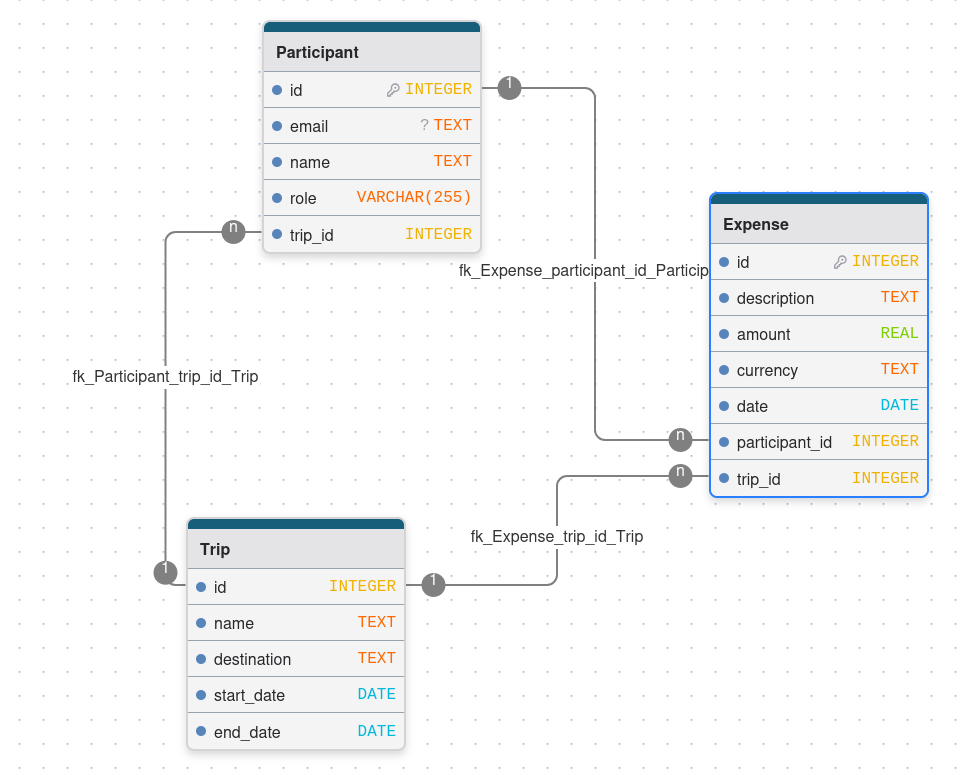 Participant
id INTEGER
email ? TEXT
name TEXT
role VARCHAR(255)
trip_id INTEGER
1
n
fk_Expense_participant_id_Particip
fk_Participant_trip_id_Trip
Expense
id INTEGER
description TEXT
amount REAL
currency TEXT
date DATE
participant_id INTEGER
trip_id INTEGER
n
n
fk_Expense_trip_id_Trip
1
1
Trip
id INTEGER
name TEXT
destination TEXT
start_date DATE
end_date DATE